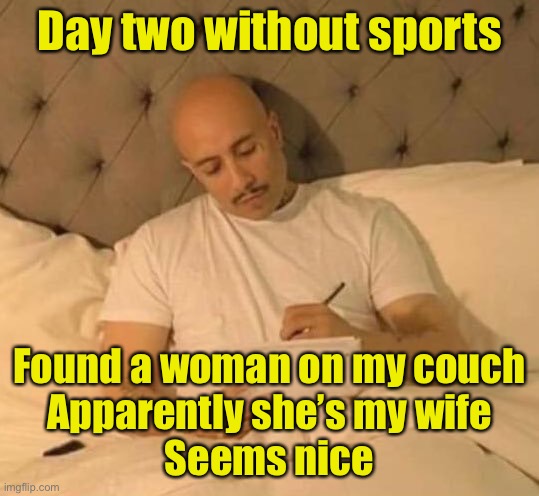 Day two without sports
Found a woman on my couch
Apparently she's my wife
Seems nice
imgflip.com